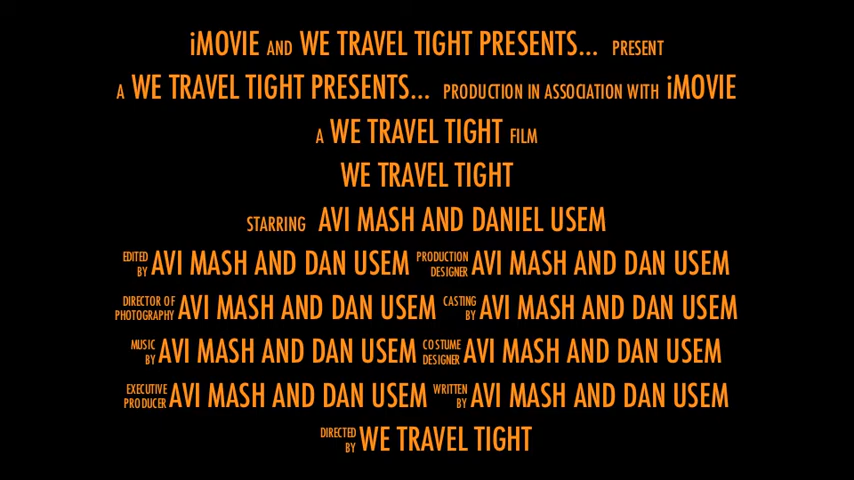 iMOVIE AND WE TRAVEL TIGHT PRESENTS... PRESENT
A WE TRAVEL TIGHT PRESENTS... PRODUCTION IN ASSOCIATION WITH iMOVIE
A WE TRAVEL TIGHT FILM
WE TRAVEL TIGHT
STARRING AVI MASH AND DANIEL USEM
EDITED BY AVI MASH AND DAN USEM PRODUCTION DESIGNER AVI MASH AND DAN USEM
DIRECTOR OF PHOTOGRAPHY AVI MASH AND DAN USEM CASTING BY AVI MASH AND DAN USEM
MUSIC BY AVI MASH AND DAN USEM COSTUME DESIGNER AVI MASH AND DAN USEM
EXECUTIVE PRODUCER AVI MASH AND DAN USEM WRITTEN BY AVI MASH AND DAN USEM
DIRECTED BY WE TRAVEL TIGHT